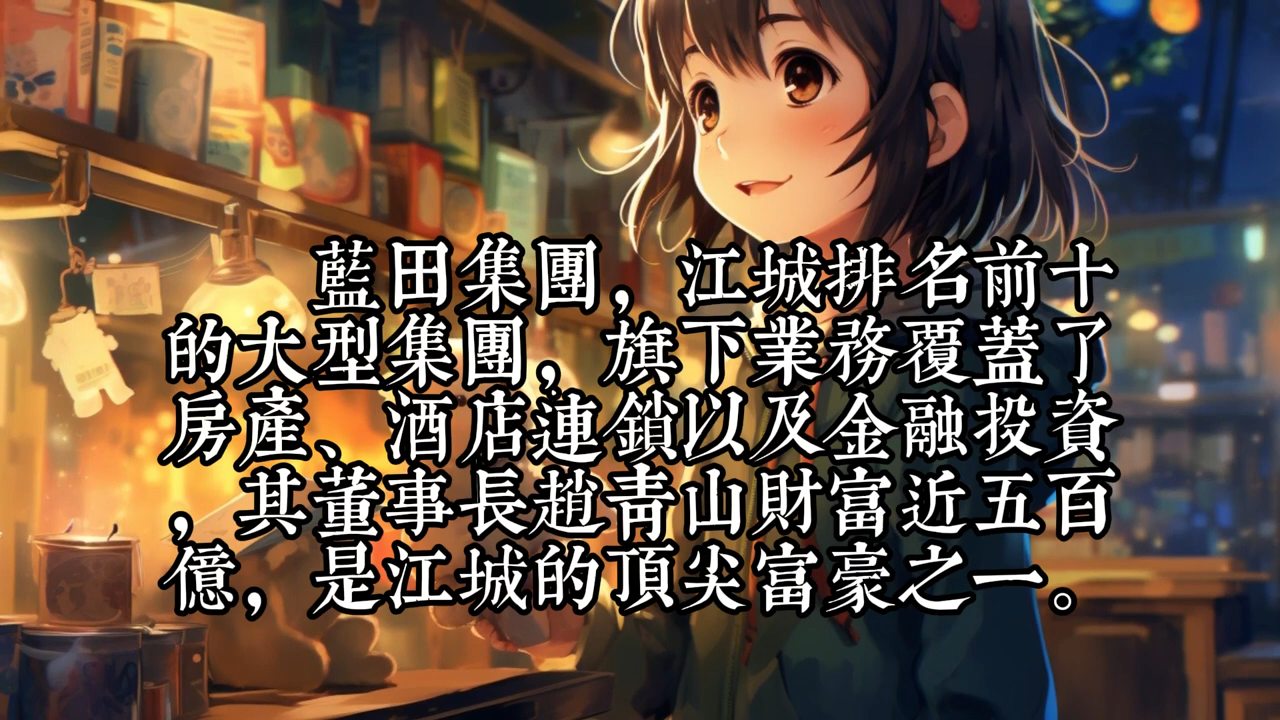 藍田集團，江城排名前十
的大型集團，旗下業務覆蓋了
房產、酒店連鎖以及金融投資
，其董事長趙青山財富近五百
億，是江城的頂尖富豪之一。